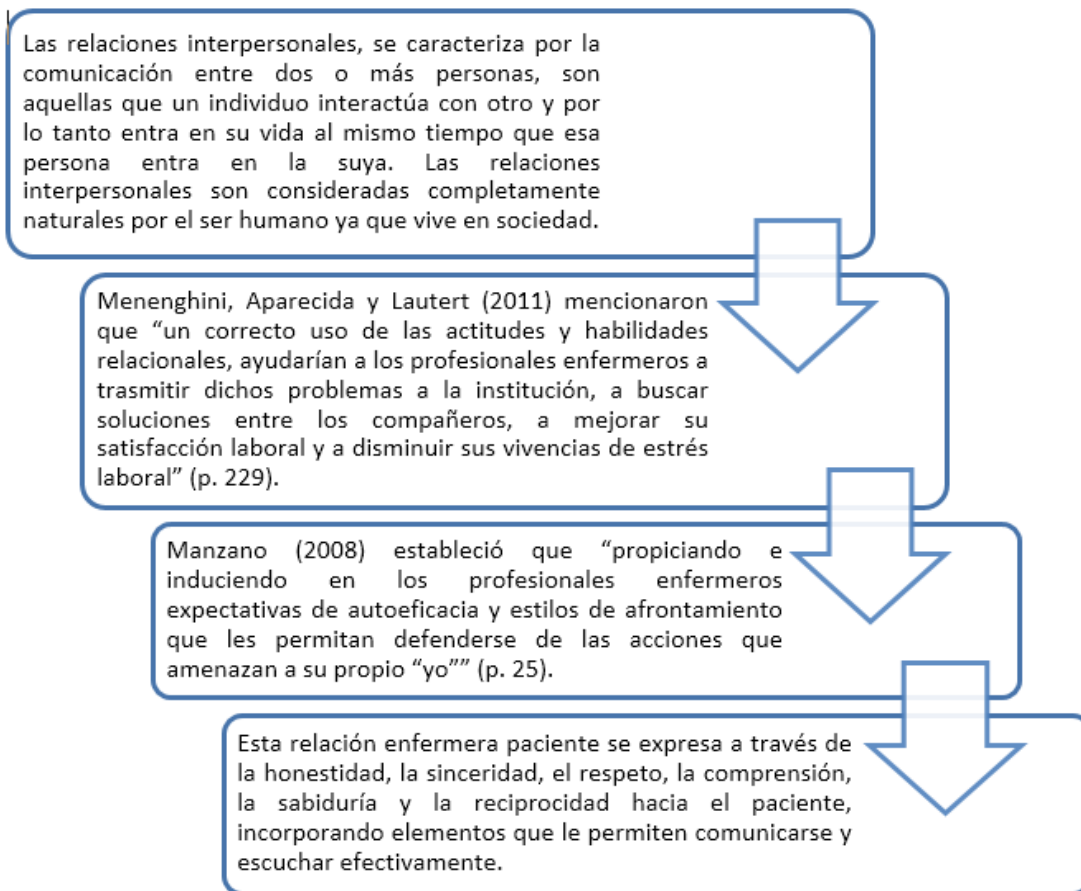 Las relaciones interpersonales, se caracteriza por la
comunicación entre dos o más personas, son
aquellas que un individuo interactúa con otro y por
lo tanto entra en su vida al mismo tiempo que esa
persona entra en la suya. Las relaciones
interpersonales son consideradas completamente
naturales por el ser humano ya que vive en sociedad.
Menenghini, Aparecida y Lautert (2011) mencionaron
que “un correcto uso de las actitudes y habilidades
relacionales, ayudarían a los profesionales enfermeros a
trasmitir dichos problemas a la institución, a buscar
soluciones entre los compañeros, a mejorar su
satisfacción laboral y a disminuir sus vivencias de estrés
laboral” (p. 229).
Manzano (2008) estableció que “propiciando e
induciendo en los profesionales enfermeros
expectativas de autoeficacia y estilos de afrontamiento
que les permitan defenderse de las acciones que
amenazan a su propio “yo”” (p. 25).
Esta relación enfermera paciente se expresa a través de
la honestidad, la sinceridad, el respeto, la comprensión,
la sabiduría y la reciprocidad hacia el paciente,
incorporando elementos que le permiten comunicarse y
escuchar efectivamente.